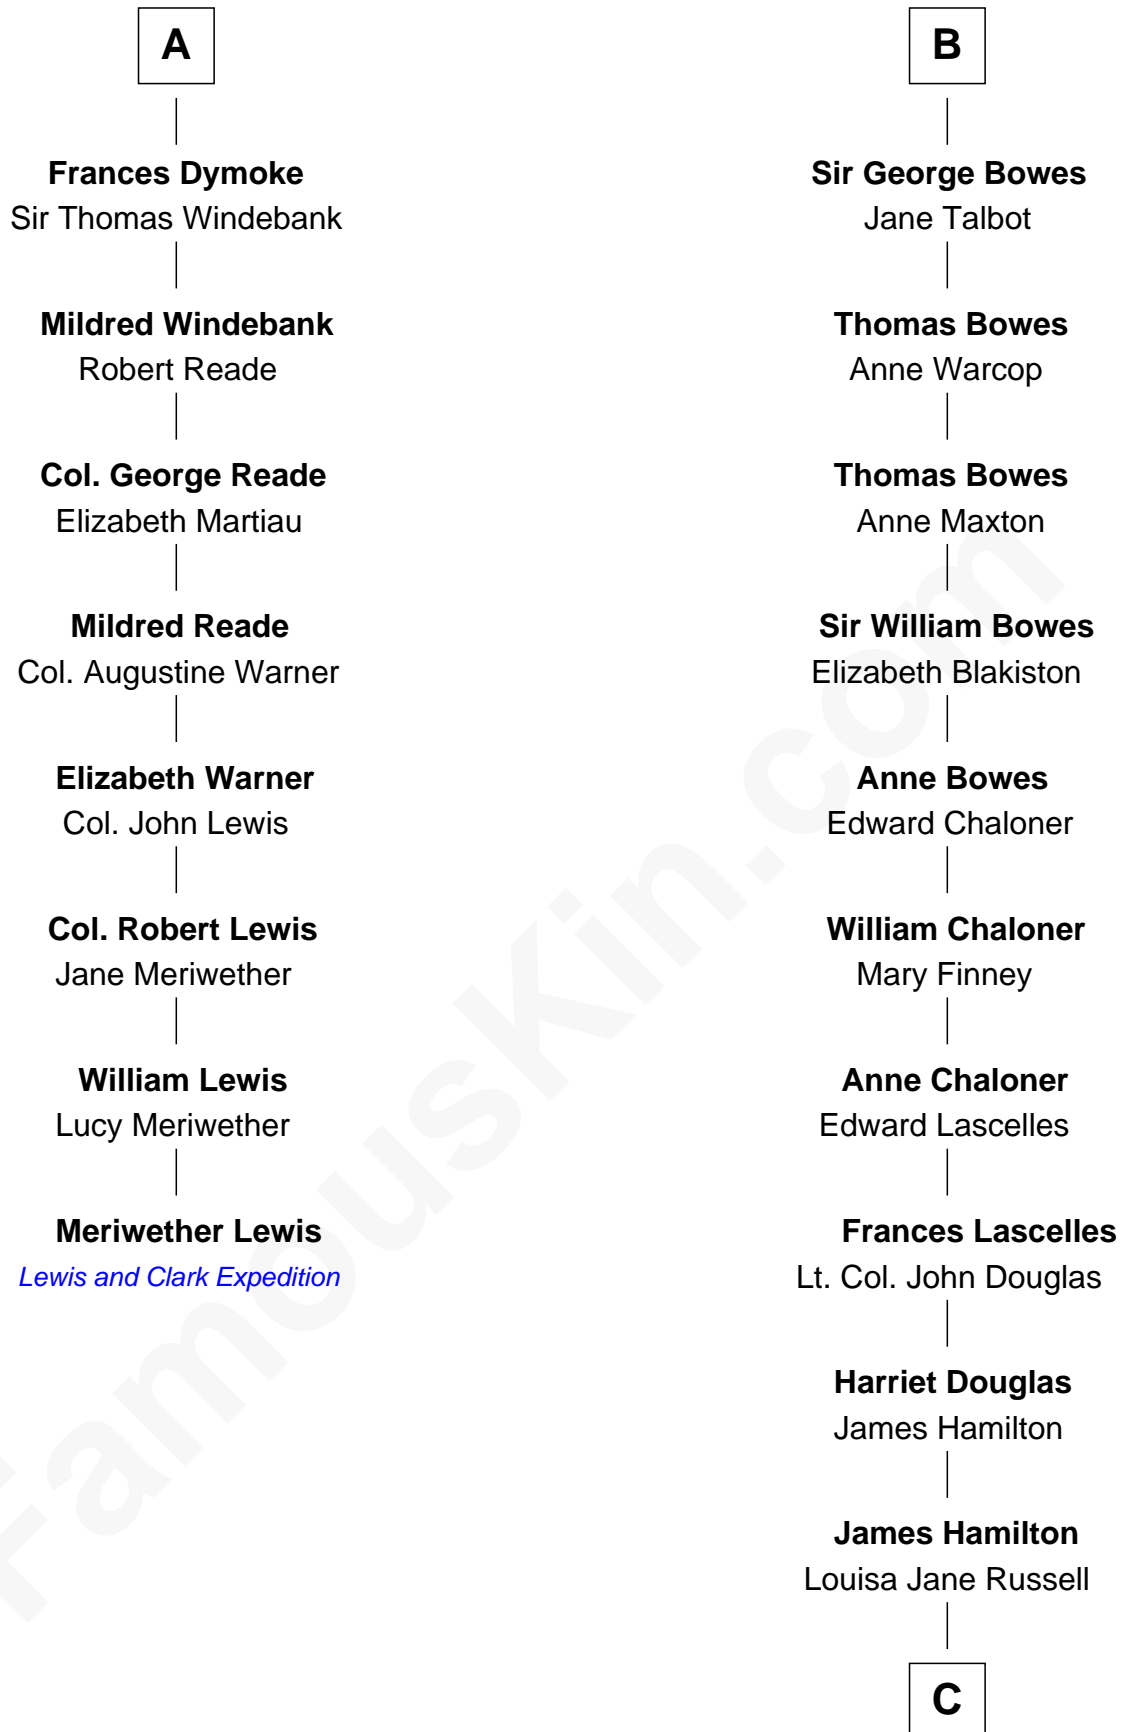 A
Frances Dymoke
Sir Thomas Windebank
Mildred Windebank
Robert Reade
Col. George Reade
Elizabeth Martiau
Mildred Reade
Col. Augustine Warner
Elizabeth Warner
Col. John Lewis
Col. Robert Lewis
Jane Meriwether
William Lewis
Lucy Meriwether
Meriwether Lewis
Lewis and Clark Expedition
B
Sir George Bowes
Jane Talbot
Thomas Bowes
Anne Warcop
Thomas Bowes
Anne Maxton
Sir William Bowes
Elizabeth Blakiston
Anne Bowes
Edward Chaloner
William Chaloner
Mary Finney
Anne Chaloner
Edward Lascelles
Frances Lascelles
Lt. Col. John Douglas
Harriet Douglas
James Hamilton
James Hamilton
Louisa Jane Russell
C
FamousKin.com